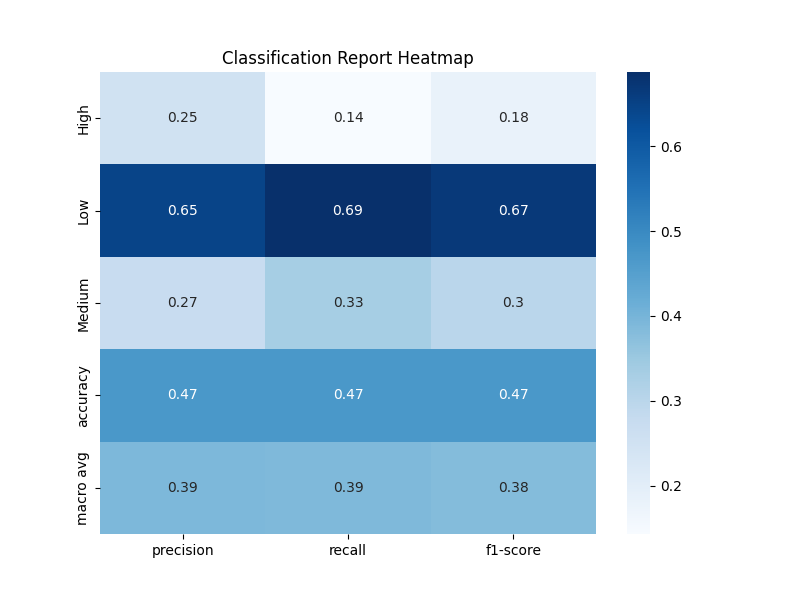 Classification Report Heatmap
High 0.25 0.14 0.18
Low 0.65 0.69 0.67
Medium 0.27 0.33 0.3
accuracy 0.47 0.47 0.47
macro avg 0.39 0.39 0.38
precision recall f1-score
0.6
0.5
0.4
0.3
0.2